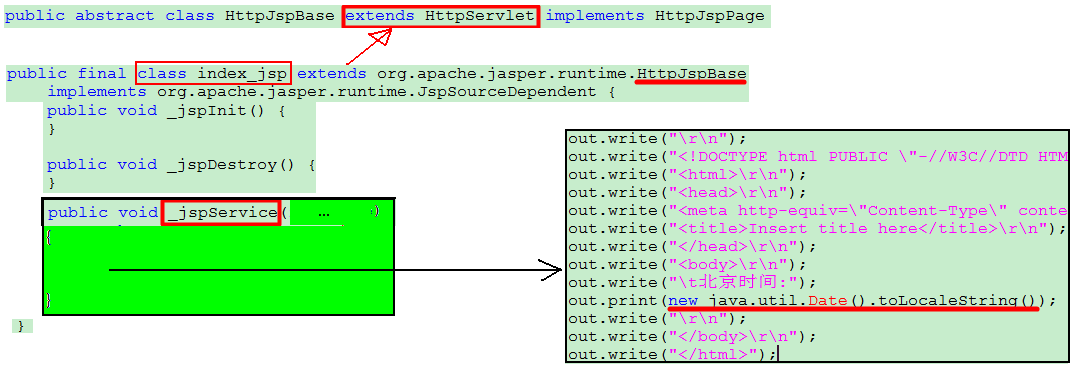 public abstract class HttpJspBase extends HttpServlet implements HttpJspPage
public final class index_jsp extends org.apache.jasper.runtime.HttpJspBase
implements org.apache.jasper.runtime.JspSourceDependent {
public void _jspInit() {
}
public void _jspDestroy() {
}
public void _jspService( ... )
{
}
}
out.write("\r\n");
out.write("<!DOCTYPE html PUBLIC \"-//W3C//DTD HTM
out.write("<html>\r\n");
out.write("<head>\r\n");
out.write("<meta http-equiv=\"Content-Type\" conte
out.write("<title>Insert title here</title>\r\n");
out.write("</head>\r\n");
out.write("<body>\r\n");
out.write("\t北京时间:");
out.print(new java.util.Date().toLocaleString());
out.write("\r\n");
out.write("</body>\r\n");
out.write("</html>");